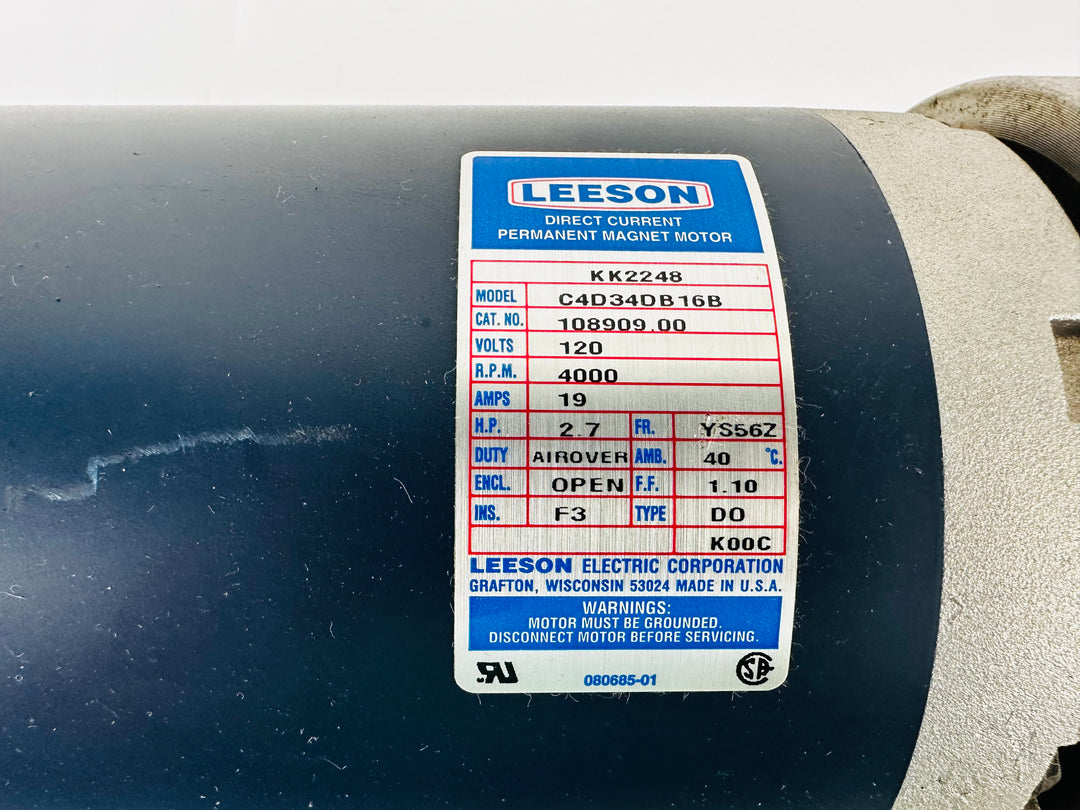 LEESON
DIRECT CURRENT
PERMANENT MAGNET MOTOR
KK2248
MODEL C4D34DB16B
CAT. NO. 108909.00
VOLTS 120
R.P.M. 4000
AMPS 19
H.P. 2.7 FR. YS56Z
DUTY AIROVER AMB. 40 °C.
ENCL. OPEN F.F. 1.10
INS. F3 TYPE DO
K00C
LEESON ELECTRIC CORPORATION
GRAFTON, WISCONSIN 53024 MADE IN U.S.A.
WARNINGS:
MOTOR MUST BE GROUNDED.
DISCONNECT MOTOR BEFORE SERVICING.
RU 080685-01 SA